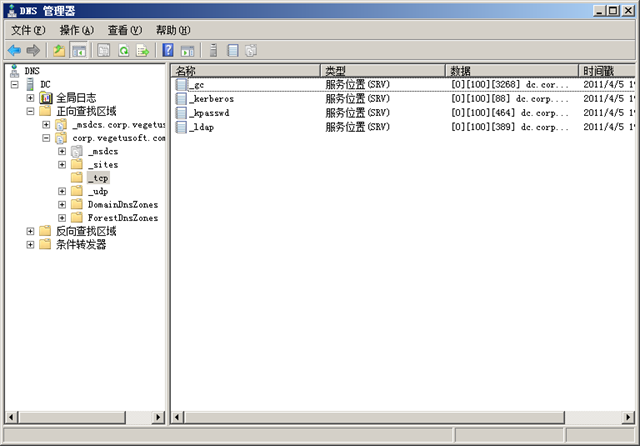 DNS 管理器
文件(F) 操作(A) 查看(V) 帮助(H)
DNS
DC
全局日志
正向查找区域
_msdcs.corp.vegetus
corp.vegetusoft.com
_msdcs
_sites
_tcp
_udp
DomainDnsZones
ForestDnsZones
反向查找区域
条件转发器
名称 类型 数据 时间戳
_gc 服务位置(SRV) [0][100][3268] dc.cor... 2011/4/5 1
_kerberos 服务位置(SRV) [0][100][88] dc.corp.... 2011/4/5 1
_kpasswd 服务位置(SRV) [0][100][464] dc.corp... 2011/4/5 1
_ldap 服务位置(SRV) [0][100][389] dc.corp... 2011/4/5 1